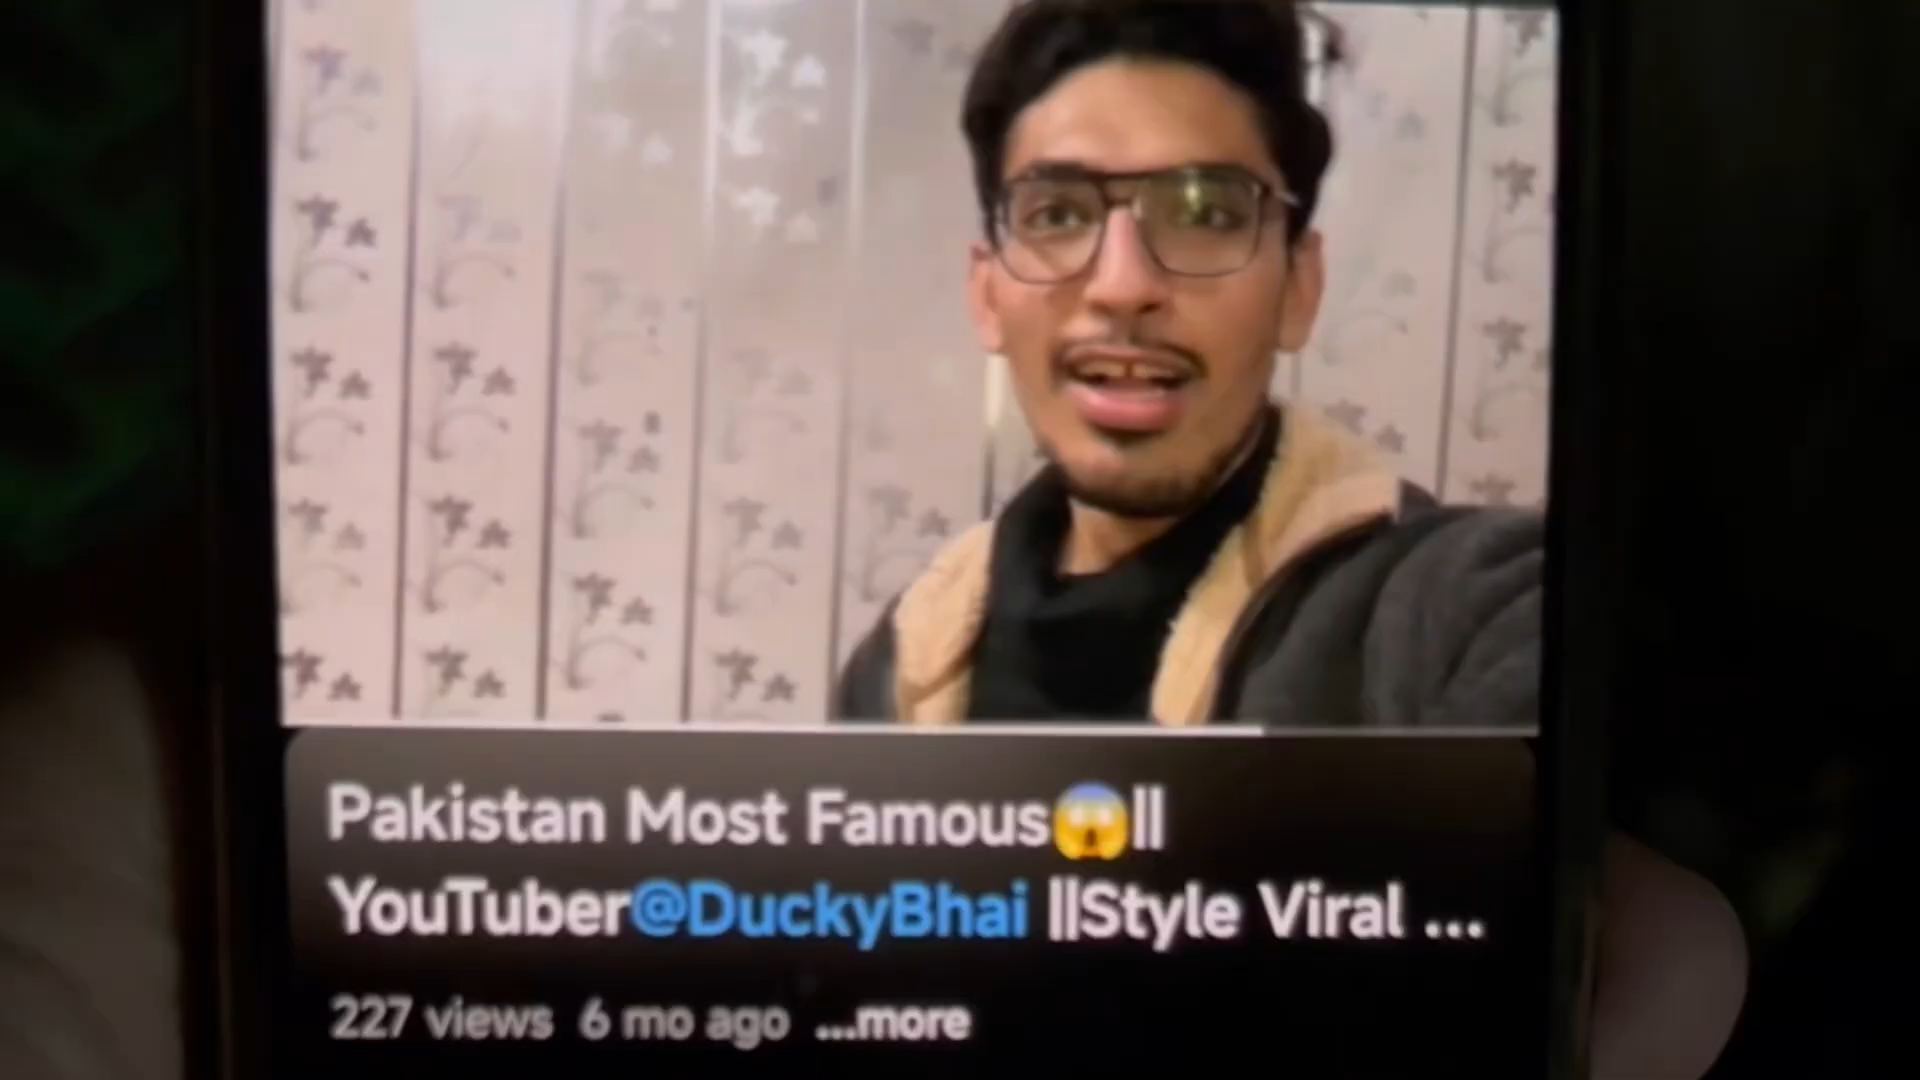 Pakistan Most Famous😱||
YouTuber@DuckyBhai ||Style Viral ...
227 views 6 mo ago ...more